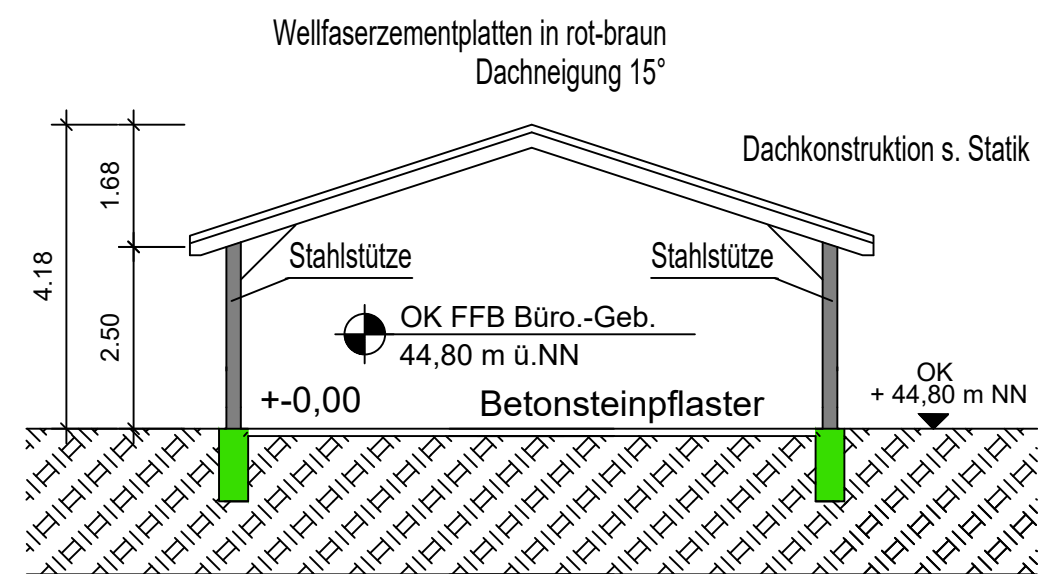 Wellfaserzementplatten in rot-braun
Dachneigung 15°
Dachkonstruktion s. Statik
1.68
4.18
2.50
Stahlstütze
Stahlstütze
OK FFB Büro.-Geb.
44,80 m ü.NN
OK
+ 44,80 m NN
+-0,00
Betonsteinpflaster